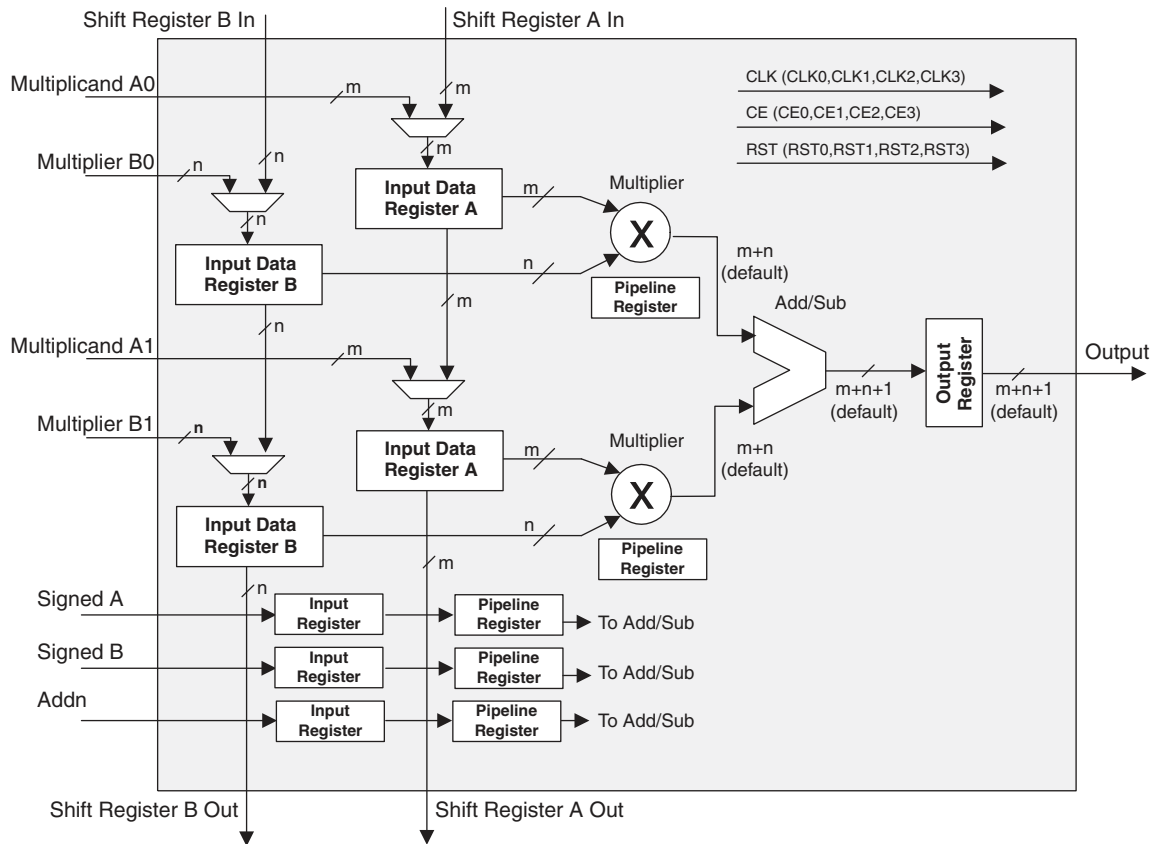 Shift Register B In
Shift Register A In
Multiplicand A0
m
m
CLK (CLK0,CLK1,CLK2,CLK3)
CE (CE0,CE1,CE2,CE3)
RST (RST0,RST1,RST2,RST3)
m
Multiplier B0
n
n
n
Input Data
Register A
m
Multiplier
X
m+n
(default)
Input Data
Register B
n
Pipeline
Register
n
m
Add/Sub
Multiplicand A1
m
m
Output
Register
m+n+1
(default)
m+n+1
(default)
Output
Multiplier B1
n
n
Input Data
Register A
m
Multiplier
X
m+n
(default)
Input Data
Register B
n
Pipeline
Register
n
m
Signed A
Input
Register
Pipeline
Register
To Add/Sub
Signed B
Input
Register
Pipeline
Register
To Add/Sub
Addn
Input
Register
Pipeline
Register
To Add/Sub
Shift Register B Out
Shift Register A Out